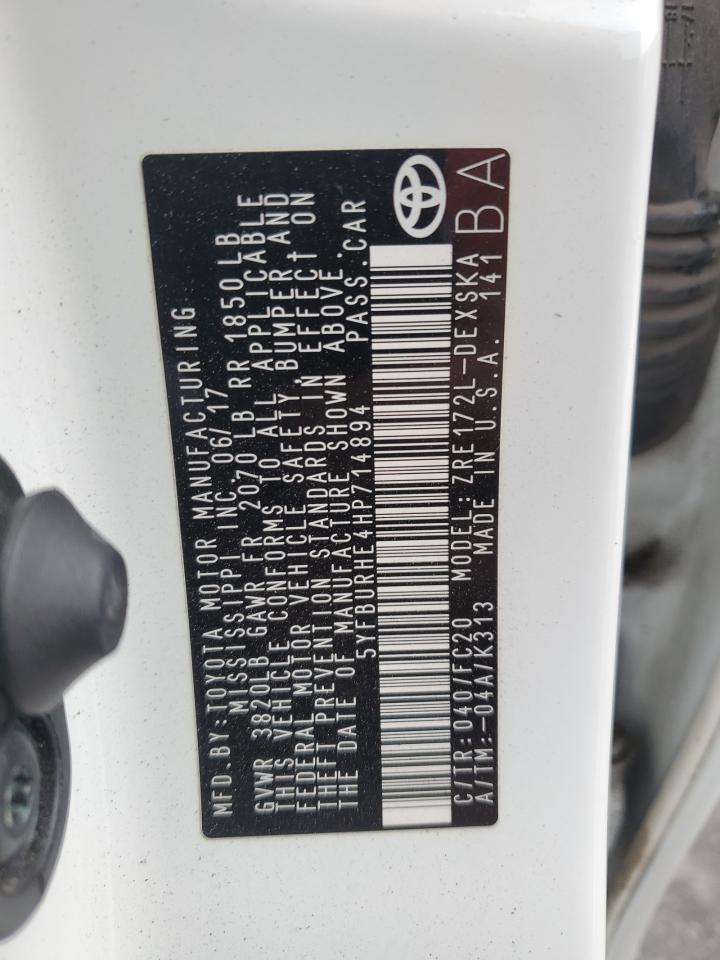 MFD.BY:TOYOTA MOTOR MANUFACTURING
MISSISSIPPI INC.06/17
GVWR 3820LB GAWR FR 2070 LB RR 1850 LB
THIS VEHICLE CONFORMS TO ALL APPLICABLE
FEDERAL MOTOR VEHICLE SAFETY, BUMPER AND
THEFT PREVENTION STANDARDS IN EFFECT ON
THE DATE OF MANUFACTURE SHOWN ABOVE.
5YFBURHE4HP714894 PASS.CAR
C/TR:040/FC20 MODEL:ZRE172L-DEXSKA
A/TM:-04A/K313 MADE IN U.S.A. 141
BA